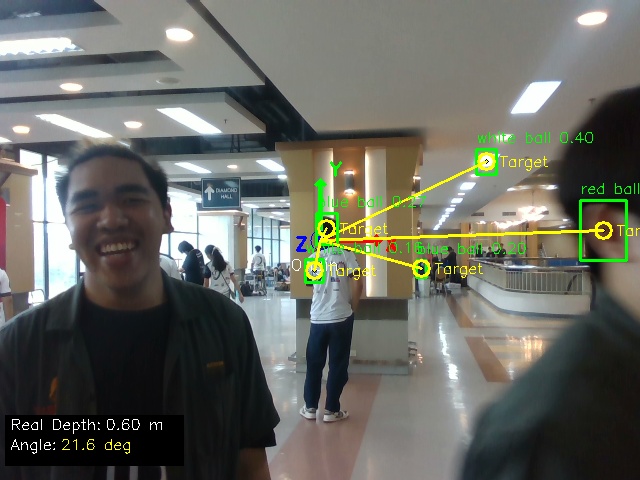 white ball 0.40
Target
DIAMOND
HALL
red ball
Y
blue ball 0.27
Target
Z
X
blue ball 0.20
Target
Target
Real Depth: 0.60 m
Angle: 21.6 deg